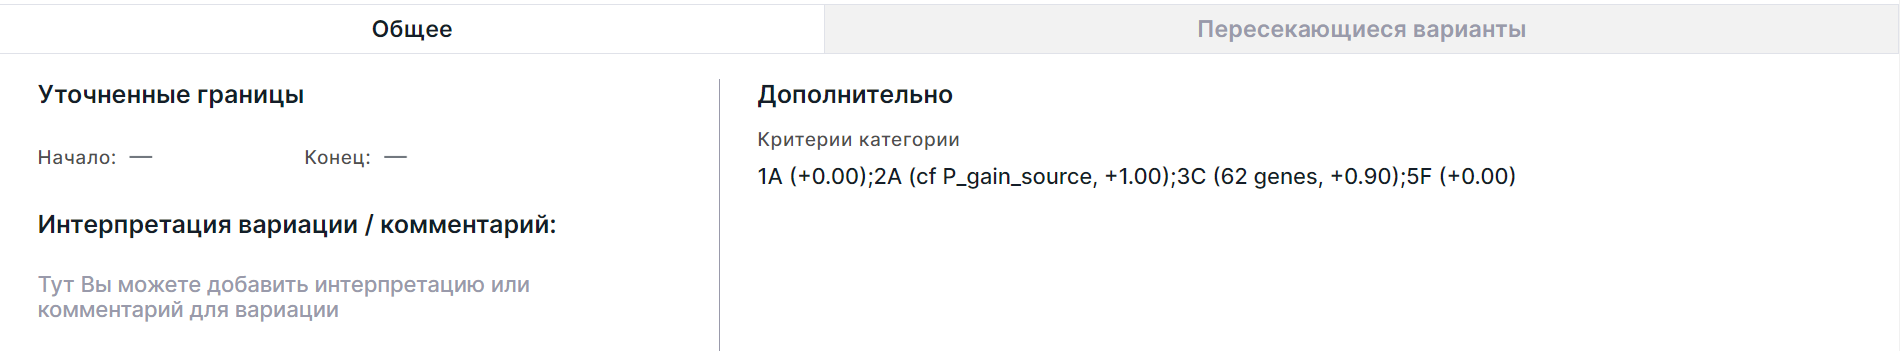 Общее
Пересекающиеся варианты
Уточненные границы
Начало: —
Конец: —
Интерпретация вариации / комментарий:
Тут Вы можете добавить интерпретацию или
комментарий для вариации
Дополнительно
Критерии категории
1A (+0.00);2A (cf P_gain_source, +1.00);3C (62 genes, +0.90);5F (+0.00)